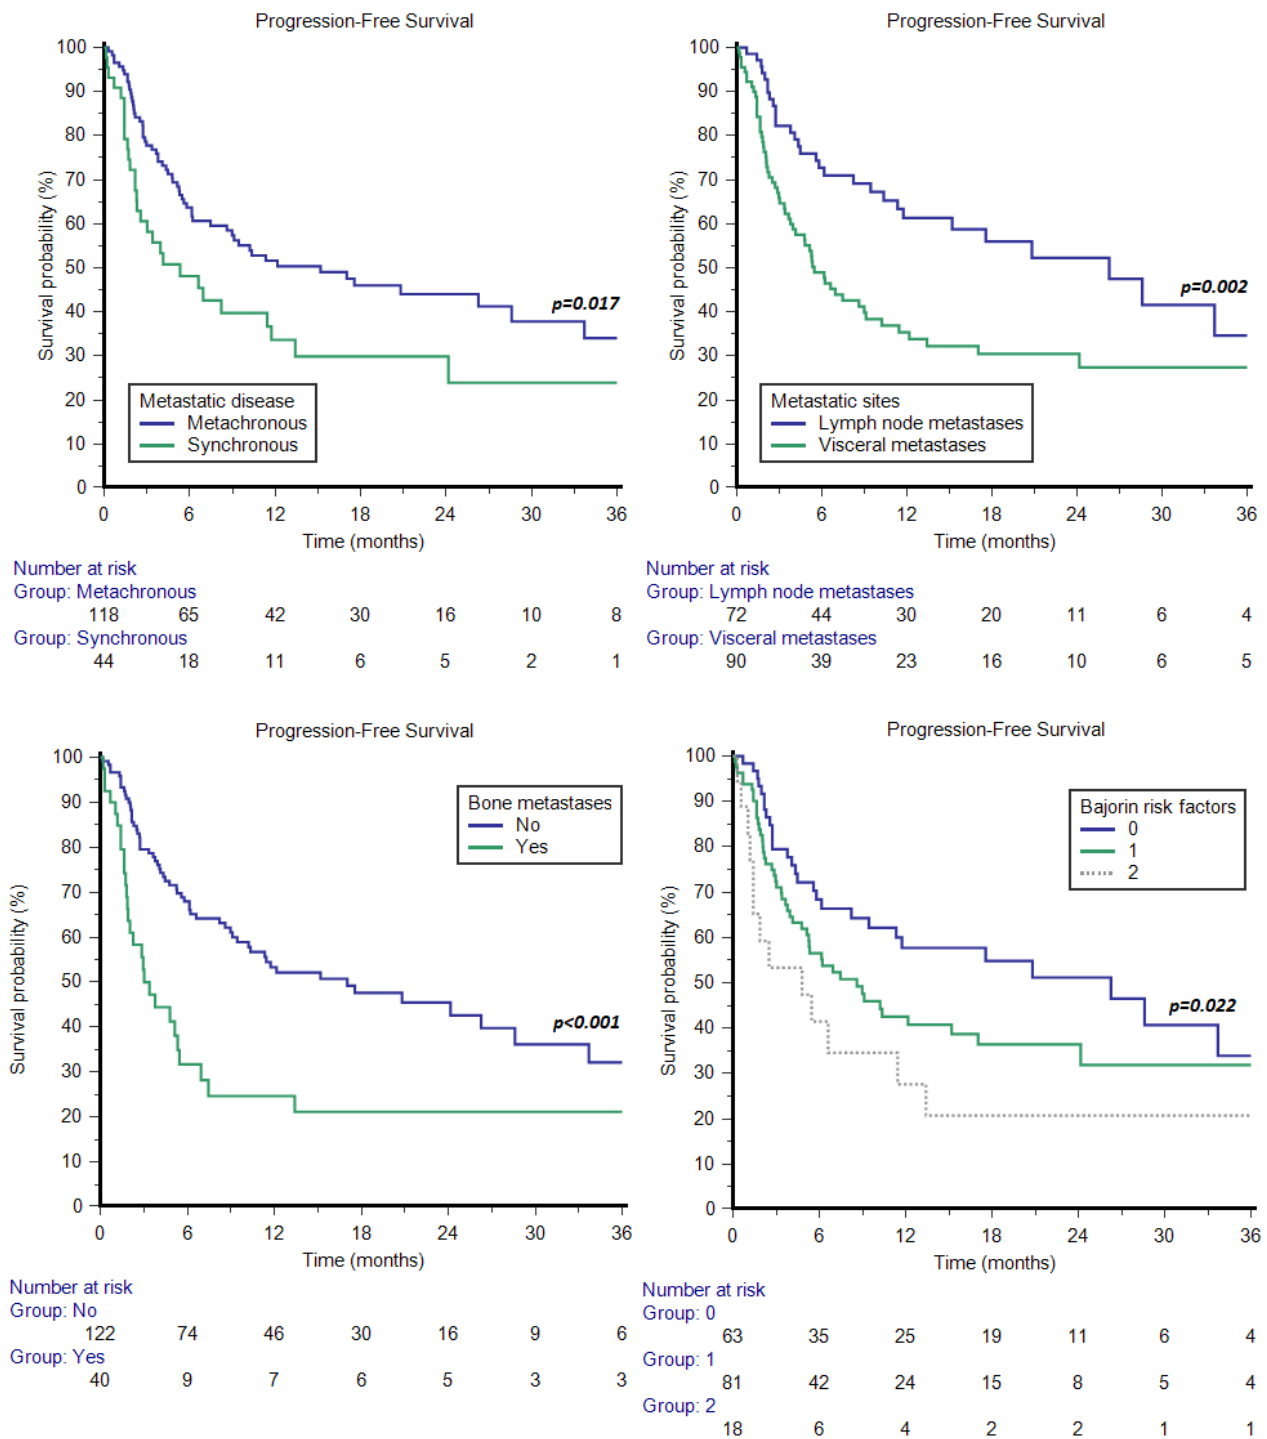 Progression-Free Survival
Survival probability (%)
100
90
80
70
60
50
40
30
20
10
0
p=0.017
Metastatic disease
Metachronous
Synchronous
0 6 12 18 24 30 36
Time (months)
Number at risk
Group: Metachronous
118 65 42 30 16 10 8
Group: Synchronous
44 18 11 6 5 2 1
Progression-Free Survival
Survival probability (%)
100
90
80
70
60
50
40
30
20
10
0
p=0.002
Metastatic sites
Lymph node metastases
Visceral metastases
0 6 12 18 24 30 36
Time (months)
Number at risk
Group: Lymph node metastases
72 44 30 20 11 6 4
Group: Visceral metastases
90 39 23 16 10 6 5
Progression-Free Survival
Survival probability (%)
100
90
80
70
60
50
40
30
20
10
0
Bone metastases
No
Yes
p<0.001
0 6 12 18 24 30 36
Time (months)
Number at risk
Group: No
122 74 46 30 16 9 6
Group: Yes
40 9 7 6 5 3 3
Progression-Free Survival
Survival probability (%)
100
90
80
70
60
50
40
30
20
10
0
Bajorin risk factors
0
1
2
p=0.022
0 6 12 18 24 30 36
Time (months)
Number at risk
Group: 0
63 35 25 19 11 6 4
Group: 1
81 42 24 15 8 5 4
Group: 2
18 6 4 2 2 1 1